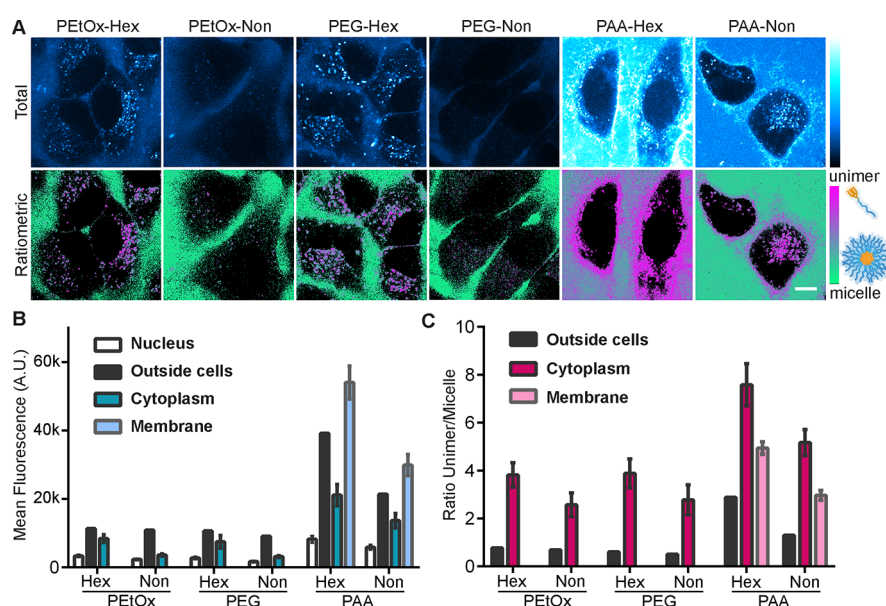 A
PEtOx-Hex PEtOx-Non PEG-Hex PEG-Non PAA-Hex PAA-Non
Total
Ratiometric
unimer
micelle
B
Mean Fluorescence (A.U.)
60k
40k
20k
0
Nucleus
Outside cells
Cytoplasm
Membrane
Hex Non Hex Non Hex Non
PEtOx PEG PAA
C
Ratio Unimer/Micelle
10
8
6
4
2
0
Outside cells
Cytoplasm
Membrane
Hex Non Hex Non Hex Non
PEtOx PEG PAA